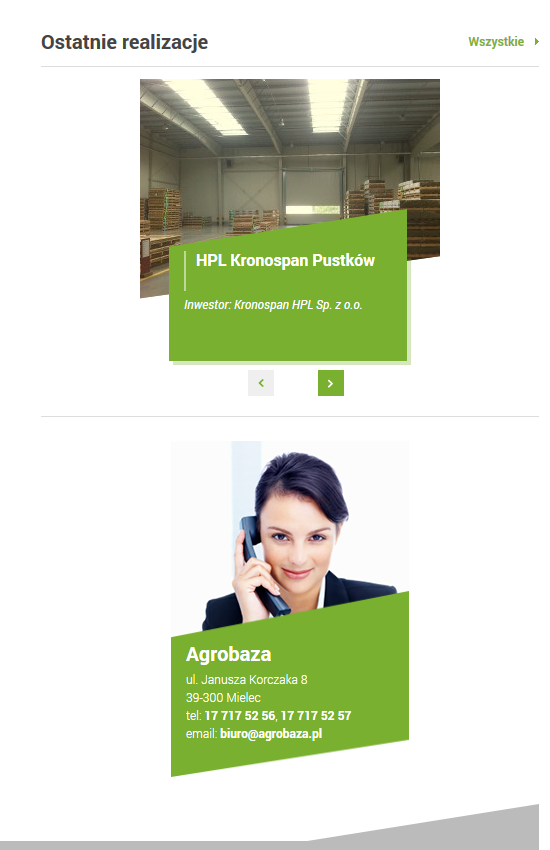 Ostatnie realizacje
Wszystkie
HPL Kronospan Pustków
Inwestor: Kronospan HPL Sp. z o.o.
Agrobaza
ul. Janusza Korczaka 8
39-300 Mielec
tel: 17 717 52 56, 17 717 52 57
email: biuro@agrobaza.pl